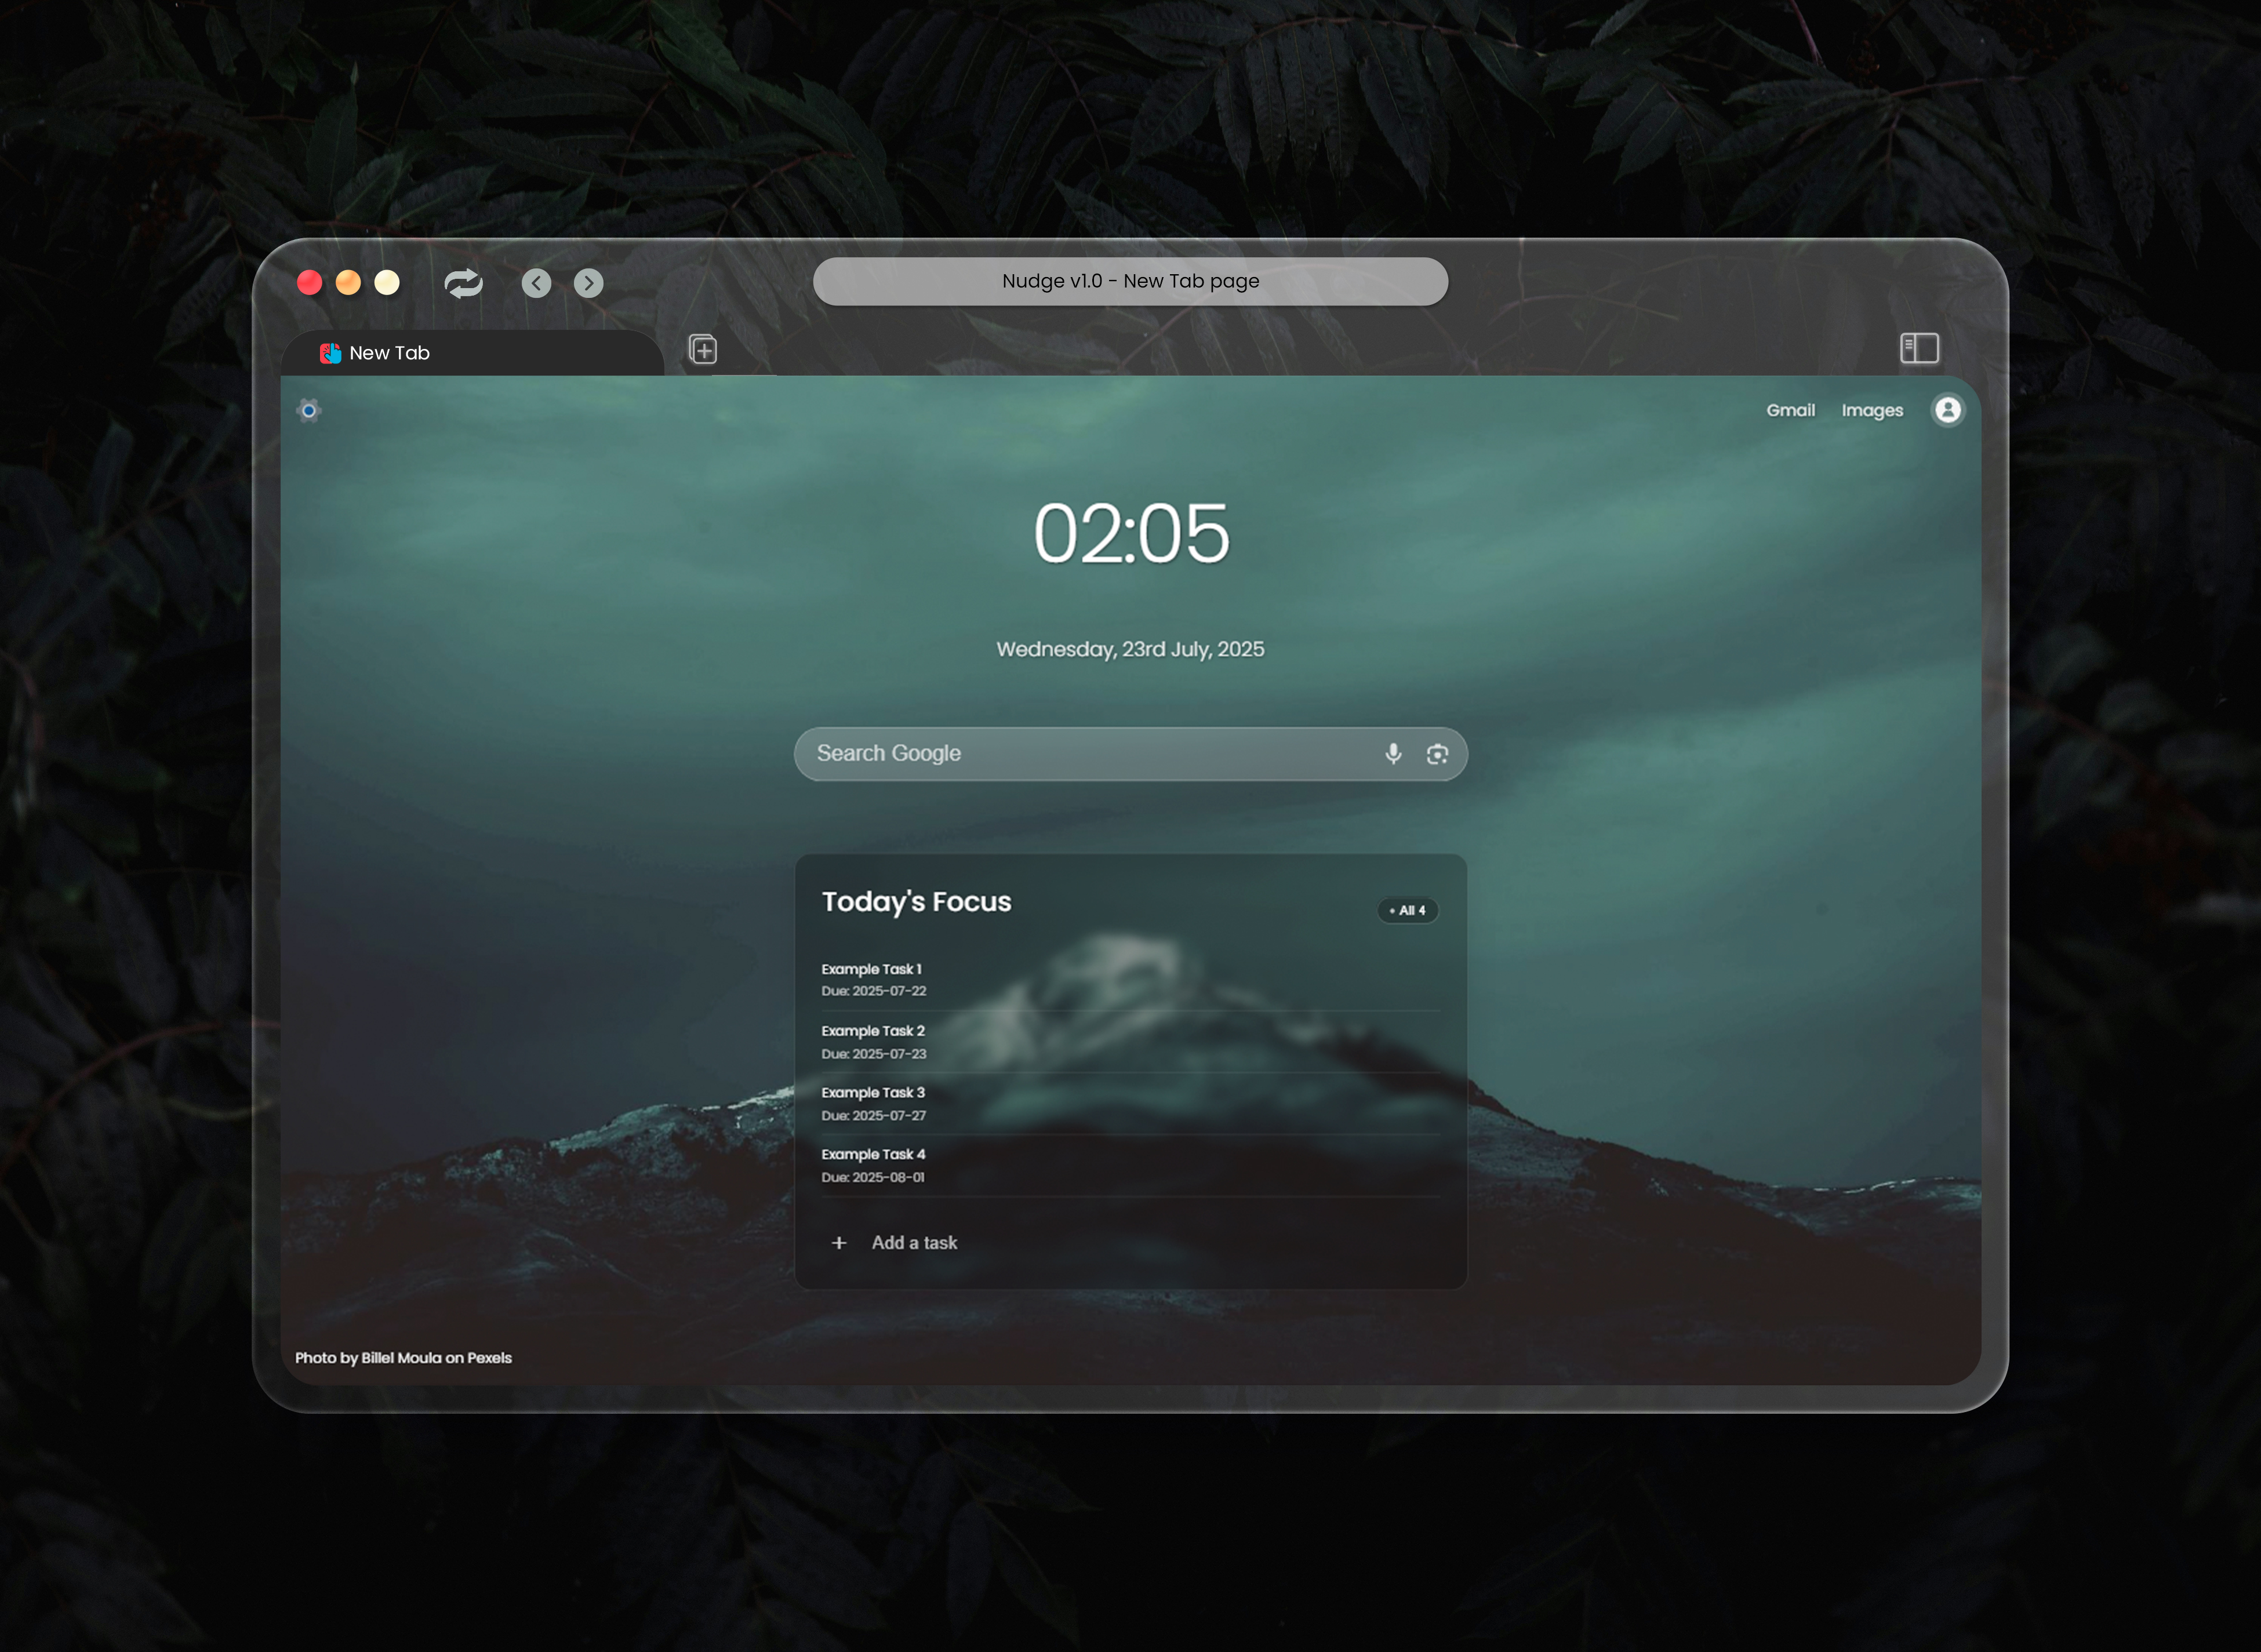 Nudge v1.0 - New Tab page
New Tab
Gmail Images
02:05
Wednesday, 23rd July, 2025
Search Google
Today's Focus
• All 4
Example Task 1
Due: 2025-07-22
Example Task 2
Due: 2025-07-23
Example Task 3
Due: 2025-07-27
Example Task 4
Due: 2025-08-01
+ Add a task
Photo by Billel Moula on Pexels